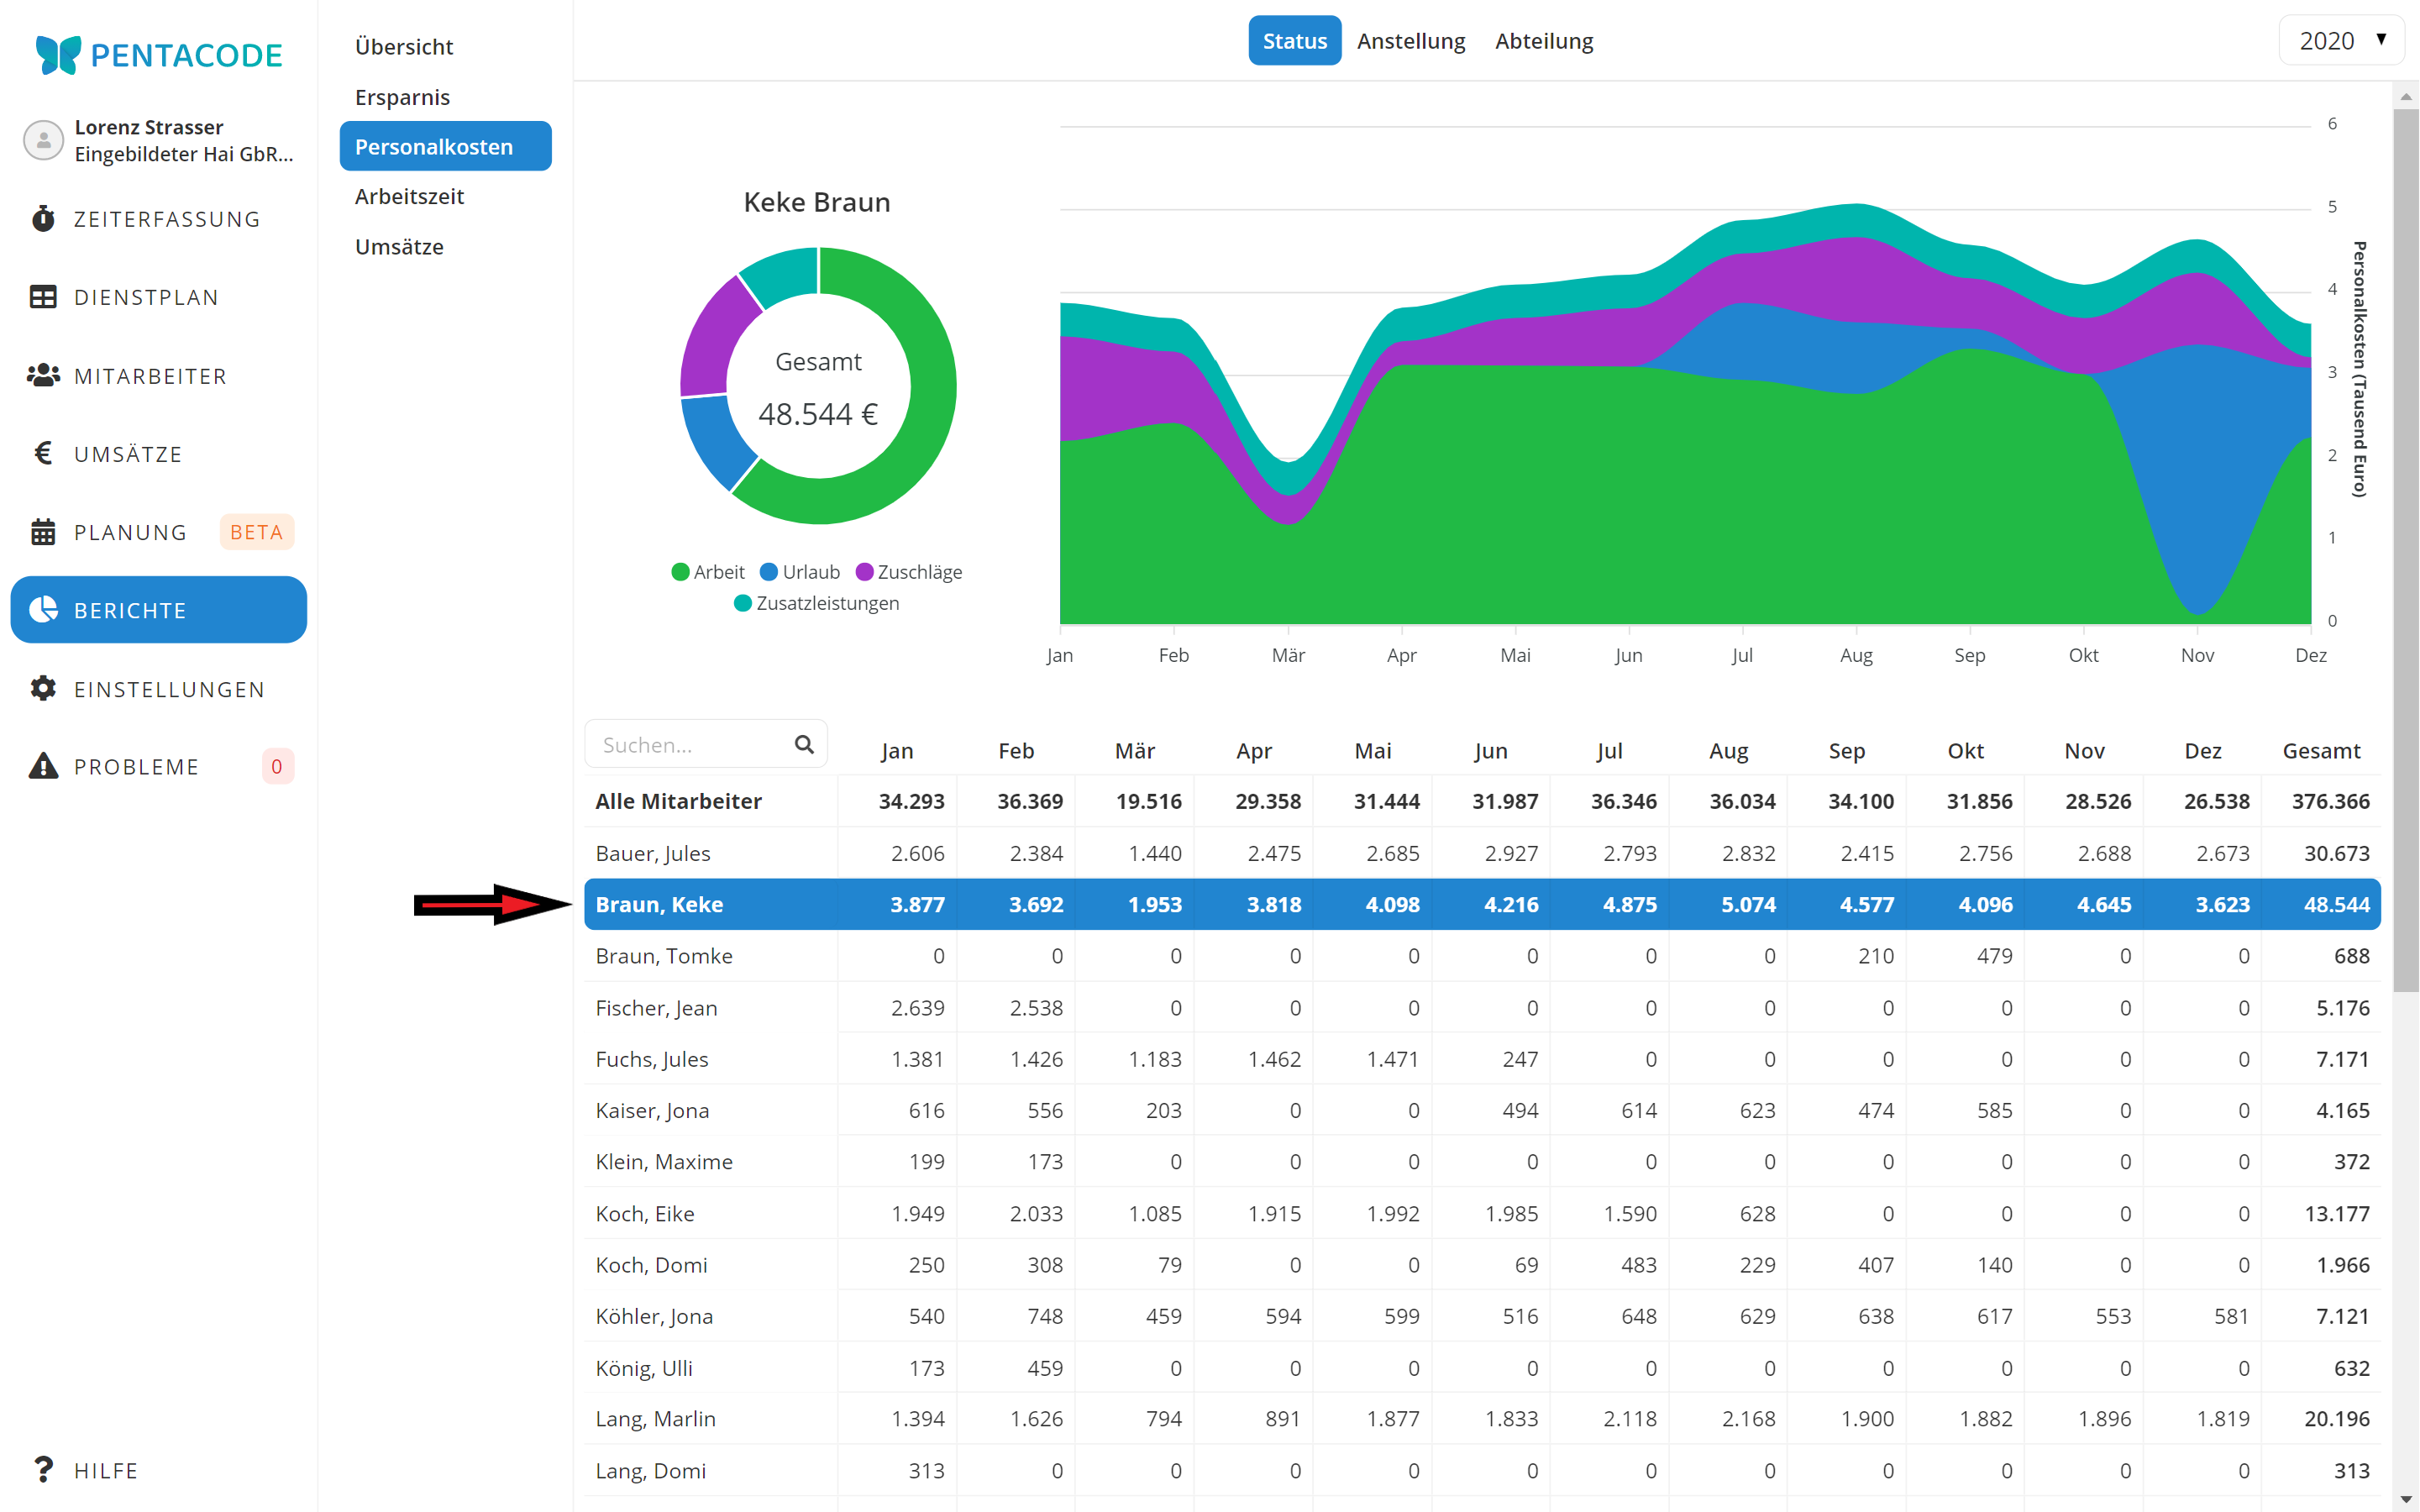 PENTACODE
Lorenz Strasser
Eingebildeter Hai GbR...
ZEITERFASSUNG
DIENSTPLAN
MITARBEITER
UMSÄTZE
PLANUNG BETA
BERICHTE
EINSTELLUNGEN
PROBLEME 0
HILFE
Übersicht
Ersparnis
Personalkosten
Arbeitszeit
Umsätze
Status Anstellung Abteilung
2020
Keke Braun
Gesamt
48.544 €
Arbeit Urlaub Zuschläge
Zusatzleistungen
6
5
4
3
2
1
0
Personalkosten (Tausend Euro)
Jan Feb Mär Apr Mai Jun Jul Aug Sep Okt Nov Dez
Suchen... Jan Feb Mär Apr Mai Jun Jul Aug Sep Okt Nov Dez Gesamt
Alle Mitarbeiter 34.293 36.369 19.516 29.358 31.444 31.987 36.346 36.034 34.100 31.856 28.526 26.538 376.366
Bauer, Jules 2.606 2.384 1.440 2.475 2.685 2.927 2.793 2.832 2.415 2.756 2.688 2.673 30.673
Braun, Keke 3.877 3.692 1.953 3.818 4.098 4.216 4.875 5.074 4.577 4.096 4.645 3.623 48.544
Braun, Tomke 0 0 0 0 0 0 0 0 210 479 0 0 688
Fischer, Jean 2.639 2.538 0 0 0 0 0 0 0 0 0 0 5.176
Fuchs, Jules 1.381 1.426 1.183 1.462 1.471 247 0 0 0 0 0 0 7.171
Kaiser, Jona 616 556 203 0 0 494 614 623 474 585 0 0 4.165
Klein, Maxime 199 173 0 0 0 0 0 0 0 0 0 0 372
Koch, Eike 1.949 2.033 1.085 1.915 1.992 1.985 1.590 628 0 0 0 0 13.177
Koch, Domi 250 308 79 0 0 69 483 229 407 140 0 0 1.966
Köhler, Jona 540 748 459 594 599 516 648 629 638 617 553 581 7.121
König, Ulli 173 459 0 0 0 0 0 0 0 0 0 0 632
Lang, Marlin 1.394 1.626 794 891 1.877 1.833 2.118 2.168 1.900 1.882 1.896 1.819 20.196
Lang, Domi 313 0 0 0 0 0 0 0 0 0 0 0 313